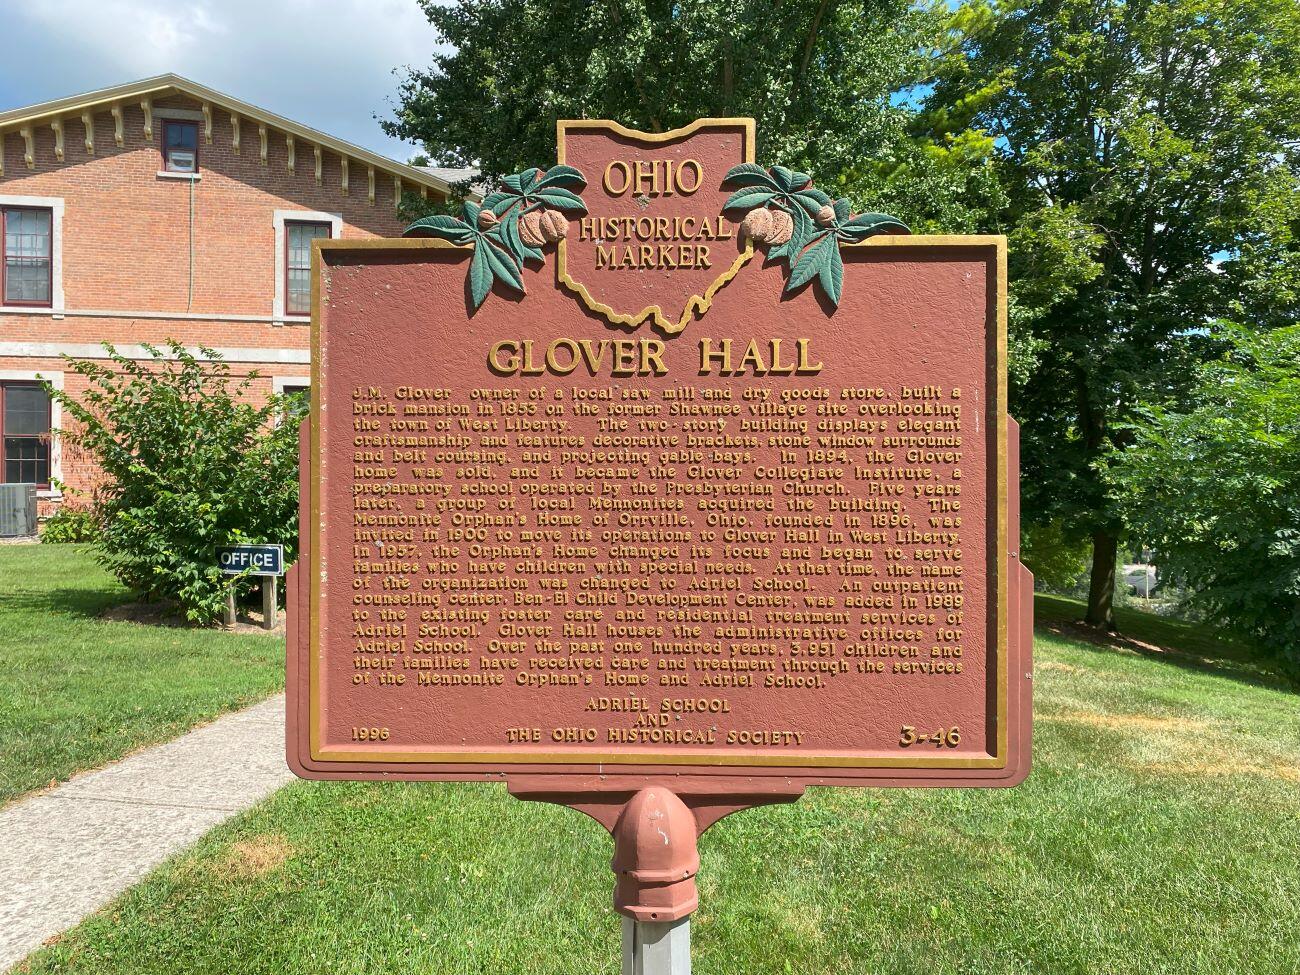 OHIO
HISTORICAL
MARKER
GLOVER HALL
J.M. Glover owner of a local saw mill and dry goods store, built a
brick mansion in 1853 on the former Shawnee village site overlooking
the town of West Liberty. The two-story building displays elegant
craftsmanship and features decorative brackets, stone window surrounds
and belt coursing, and projecting gable bays. In 1894, the Glover
home was sold, and it became the Glover Collegiate Institute, a
preparatory school operated by the Presbyterian Church. Five years
later, a group of local Mennonites acquired the building. The
Mennonite Orphan's Home of Orrville, Ohio, founded in 1896, was
invited in 1900 to move its operations to Glover Hall in West Liberty.
In 1957, the Orphan's Home changed its focus and began to serve
families who have children with special needs. At that time, the name
of the organization was changed to Adriel School. An outpatient
counseling center, Ben-El Child Development Center, was added in 1989
to the existing foster care and residential treatment services of
Adriel School. Glover Hall houses the administrative offices for
Adriel School. Over the past one hundred years, 3,951 children and
their families have received care and treatment through the services
of the Mennonite Orphan's Home and Adriel School.
ADRIEL SCHOOL
AND
1996 THE OHIO HISTORICAL SOCIETY 3-46
OFFICE